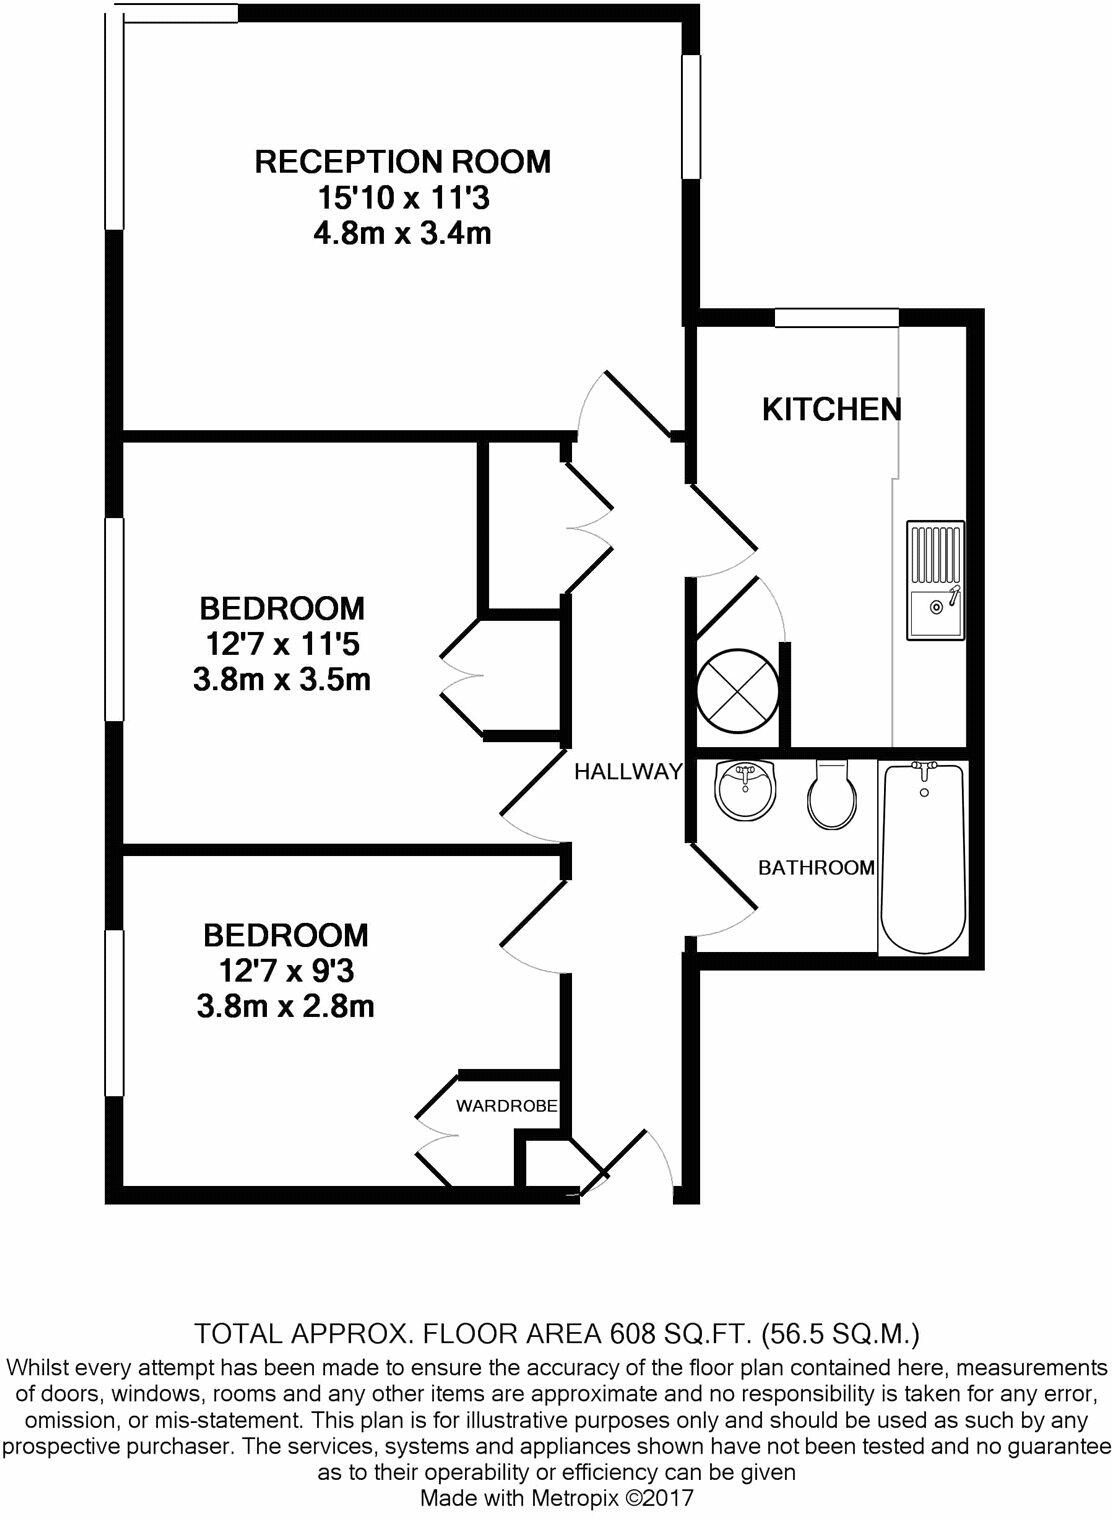 RECEPTION ROOM
15'10 x 11'3
4.8m x 3.4m
KITCHEN
BEDROOM
12'7 x 11'5
3.8m x 3.5m
HALLWAY
BATHROOM
BEDROOM
12'7 x 9'3
3.8m x 2.8m
WARDROBE
TOTAL APPROX. FLOOR AREA 608 SQ.FT. (56.5 SQ.M.)
Whilst every attempt has been made to ensure the accuracy of the floor plan contained here, measurements
of doors, windows, rooms and any other items are approximate and no responsibility is taken for any error,
omission, or mis-statement. This plan is for illustrative purposes only and should be used as such by any
prospective purchaser. The services, systems and appliances shown have not been tested and no guarantee
as to their operability or efficiency can be given
Made with Metropix ©2017